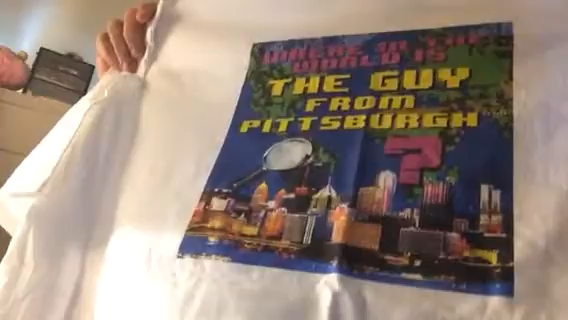 WHERE IN THE
WORLD IS
THE GUY
FROM
PITTSBURGH
?